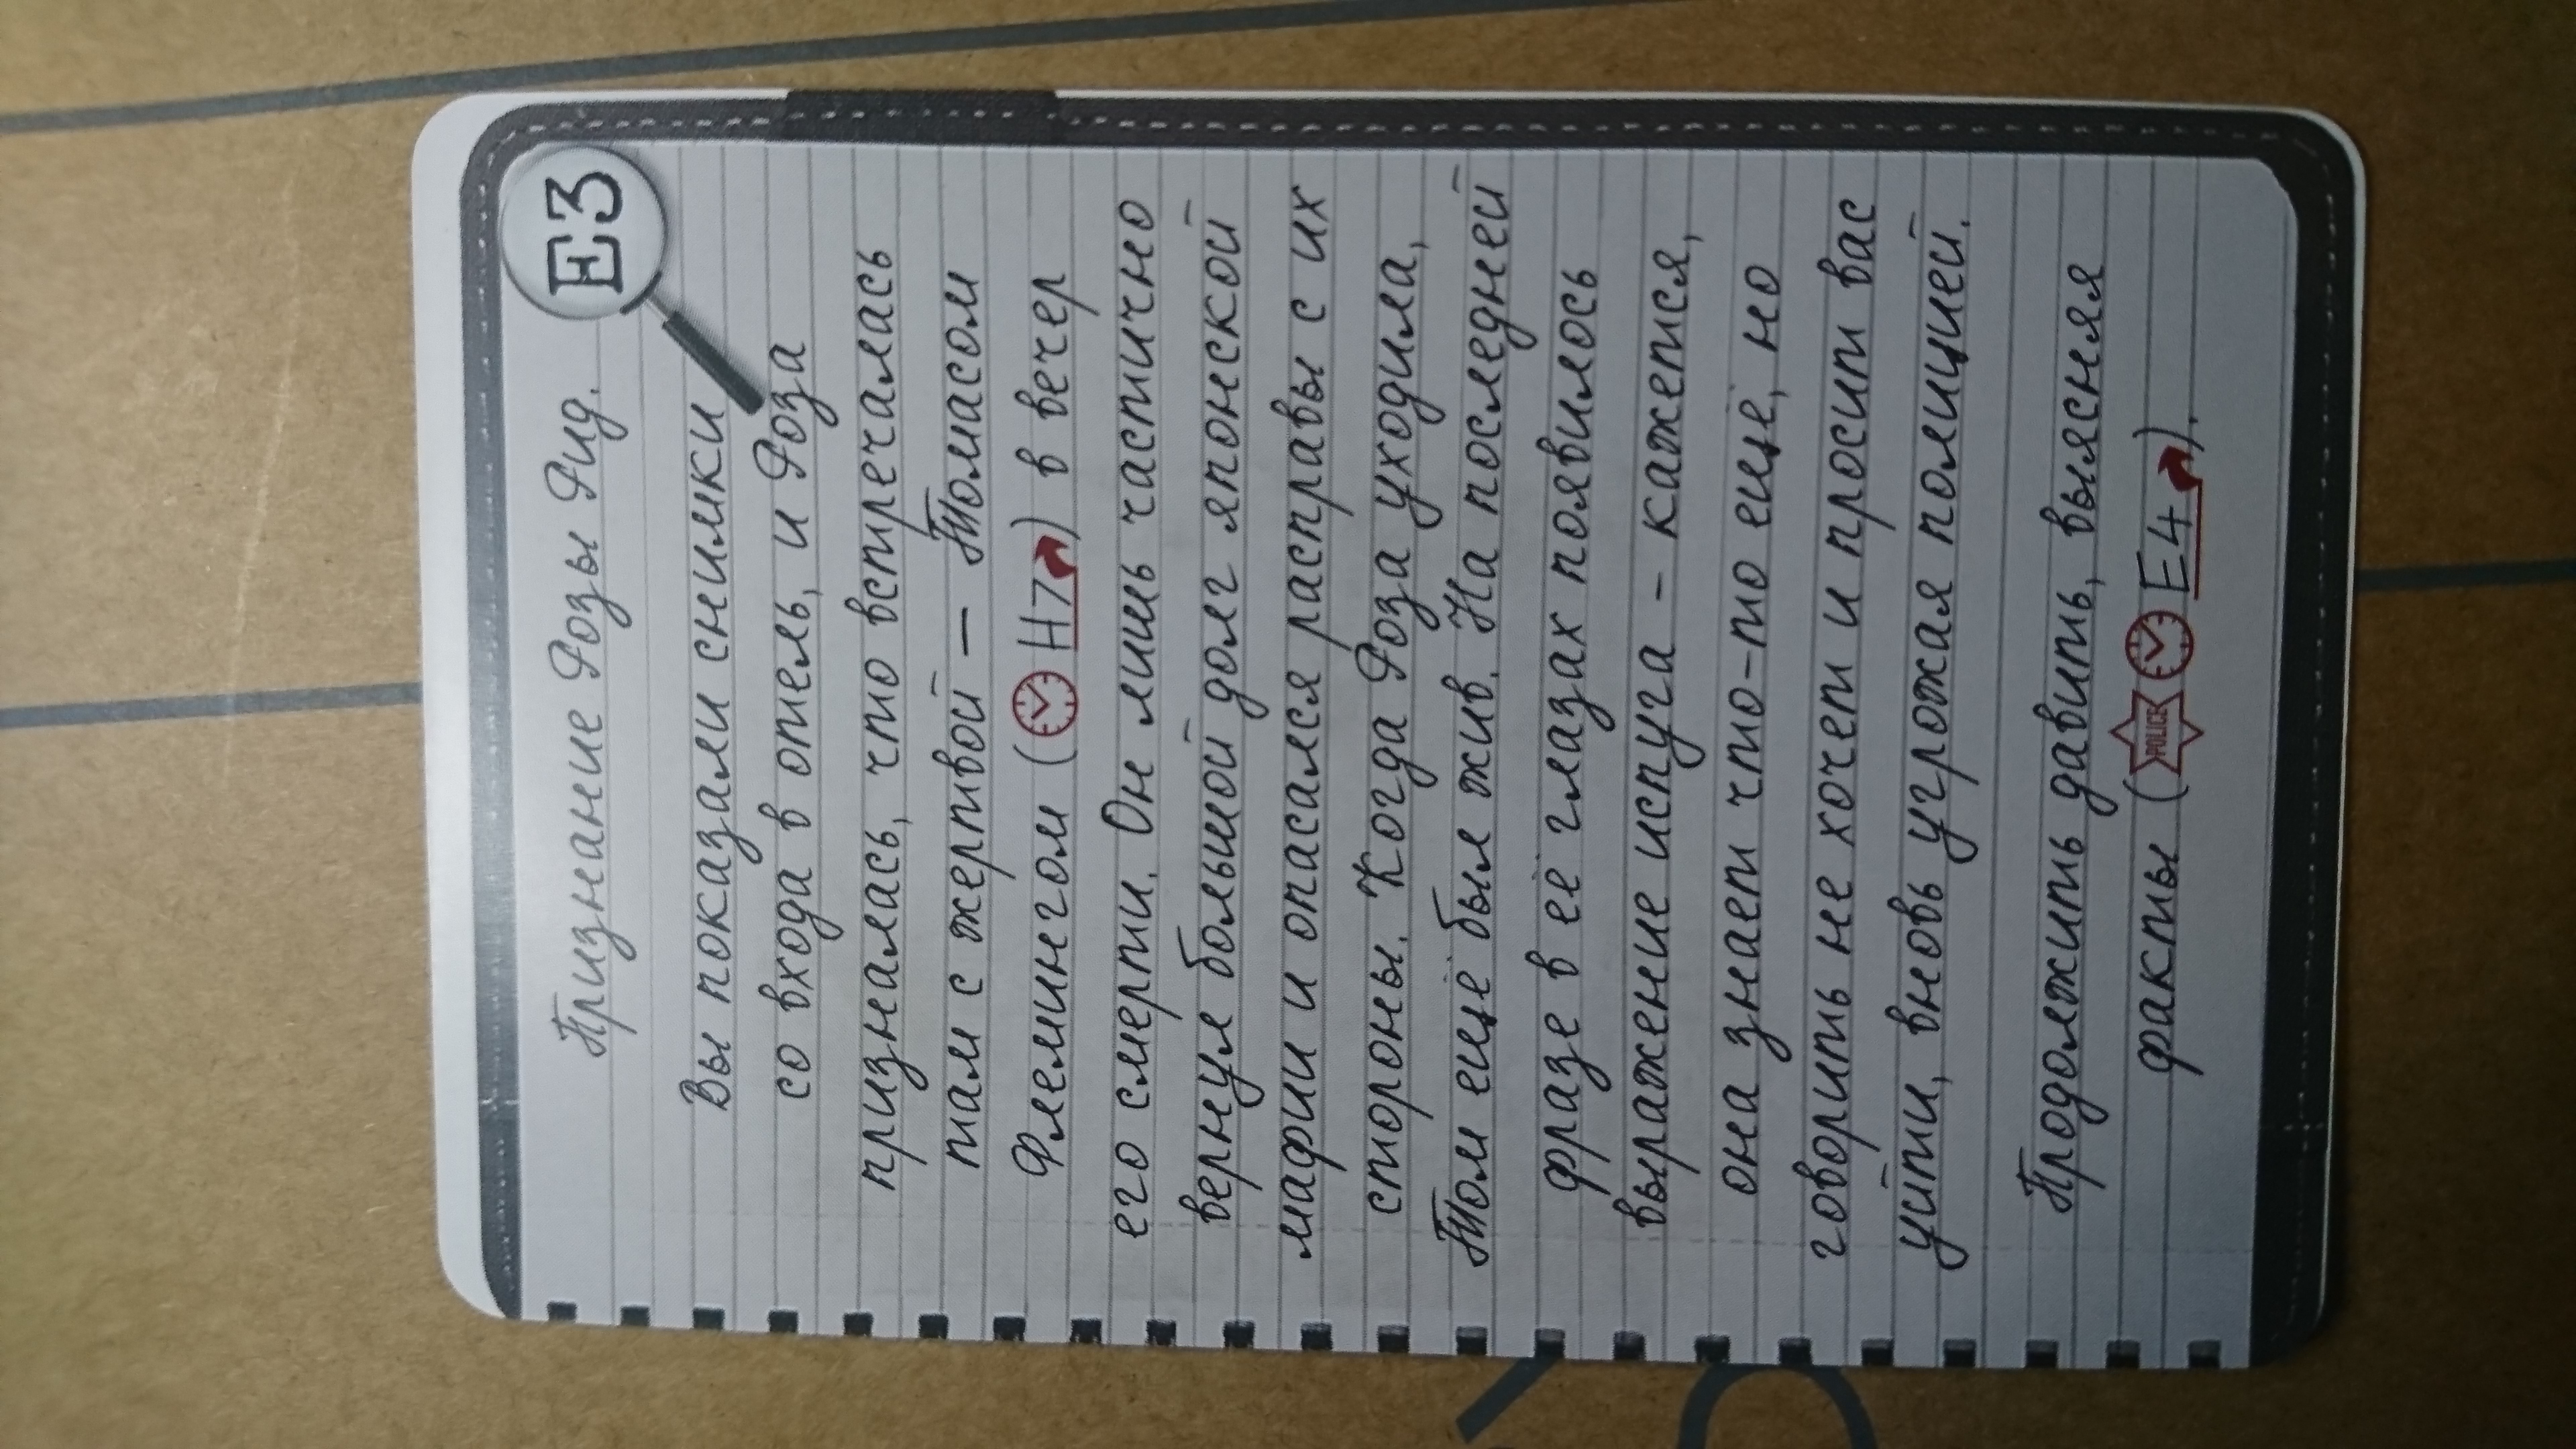 Признание Розы Рид.
E3
Вы показали снимки
со входа в отель, и Роза
призналась, что встречалась
там с жертвой — Томасом
Флемингом ( H7 ) в вечер
его смерти. Он лишь частично
вернул большой долг японской
мафии и опасался расправы с их
стороны. Когда Роза уходила,
Том ещё был жив. На последней
фразе в её глазах появилось
выражение испуга – кажется,
она знает что-то ещё, но
говорить не хочет и просит вас
уйти, вновь угрожая полицией.
Продолжить давить, выясняя
факты ( POLICE E4 ).